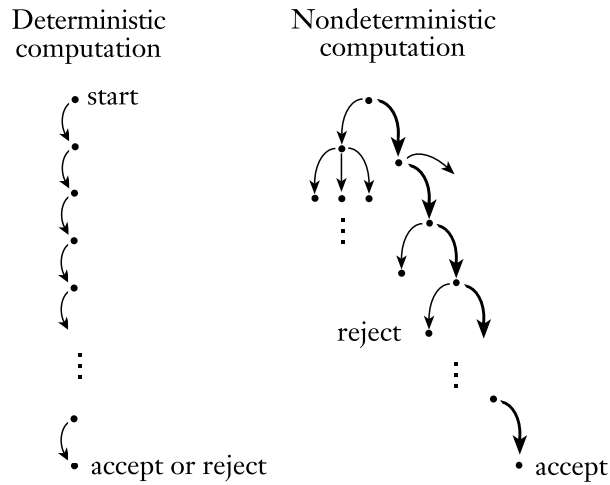 Deterministic
computation
Nondeterministic
computation
start
reject
accept or reject
accept